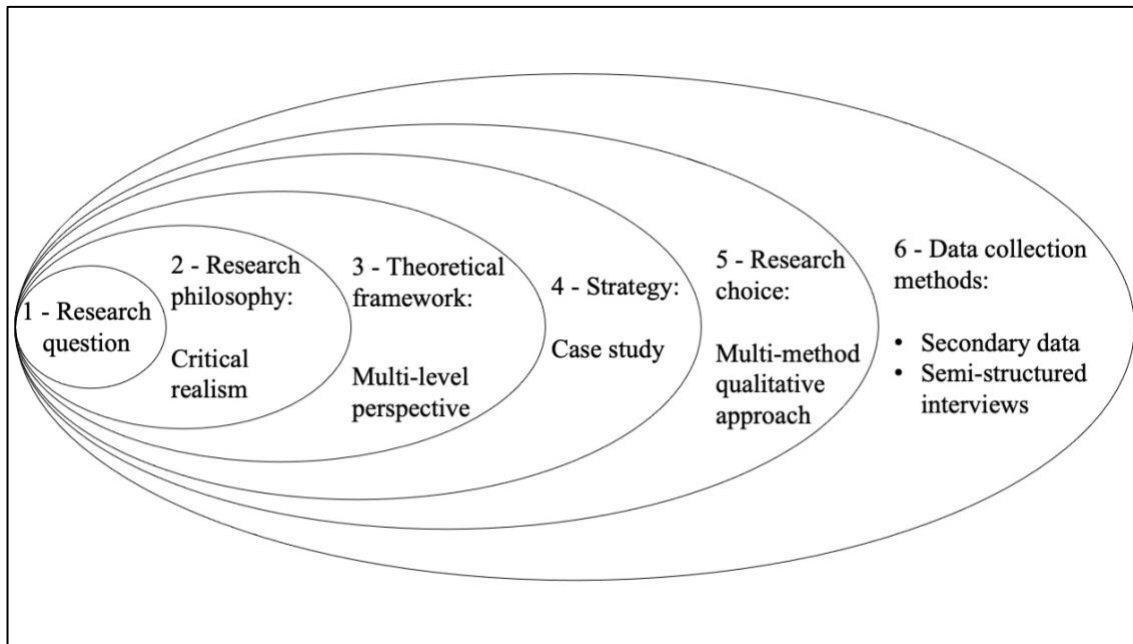 1 - Research
question
2 - Research
philosophy:
Critical
realism
3 - Theoretical
framework:
Multi-level
perspective
4 - Strategy:
Case study
5 - Research
choice:
Multi-method
qualitative
approach
6 - Data collection
methods:
• Secondary data
• Semi-structured
interviews